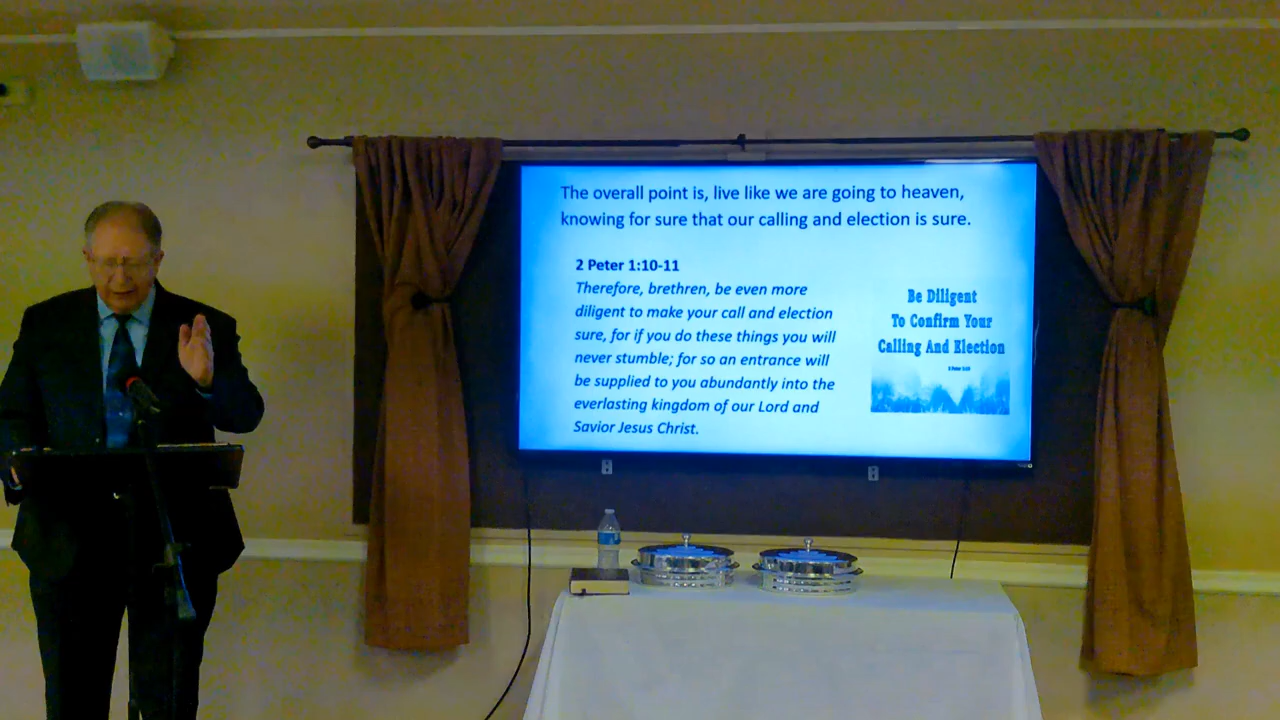 The overall point is, live like we are going to heaven,
knowing for sure that our calling and election is sure.
2 Peter 1:10-11
Therefore, brethren, be even more
diligent to make your call and election
sure, for if you do these things you will
never stumble; for so an entrance will
be supplied to you abundantly into the
everlasting kingdom of our Lord and
Savior Jesus Christ.
Be Diligent
To Confirm Your
Calling And Election
2 Peter 1:10